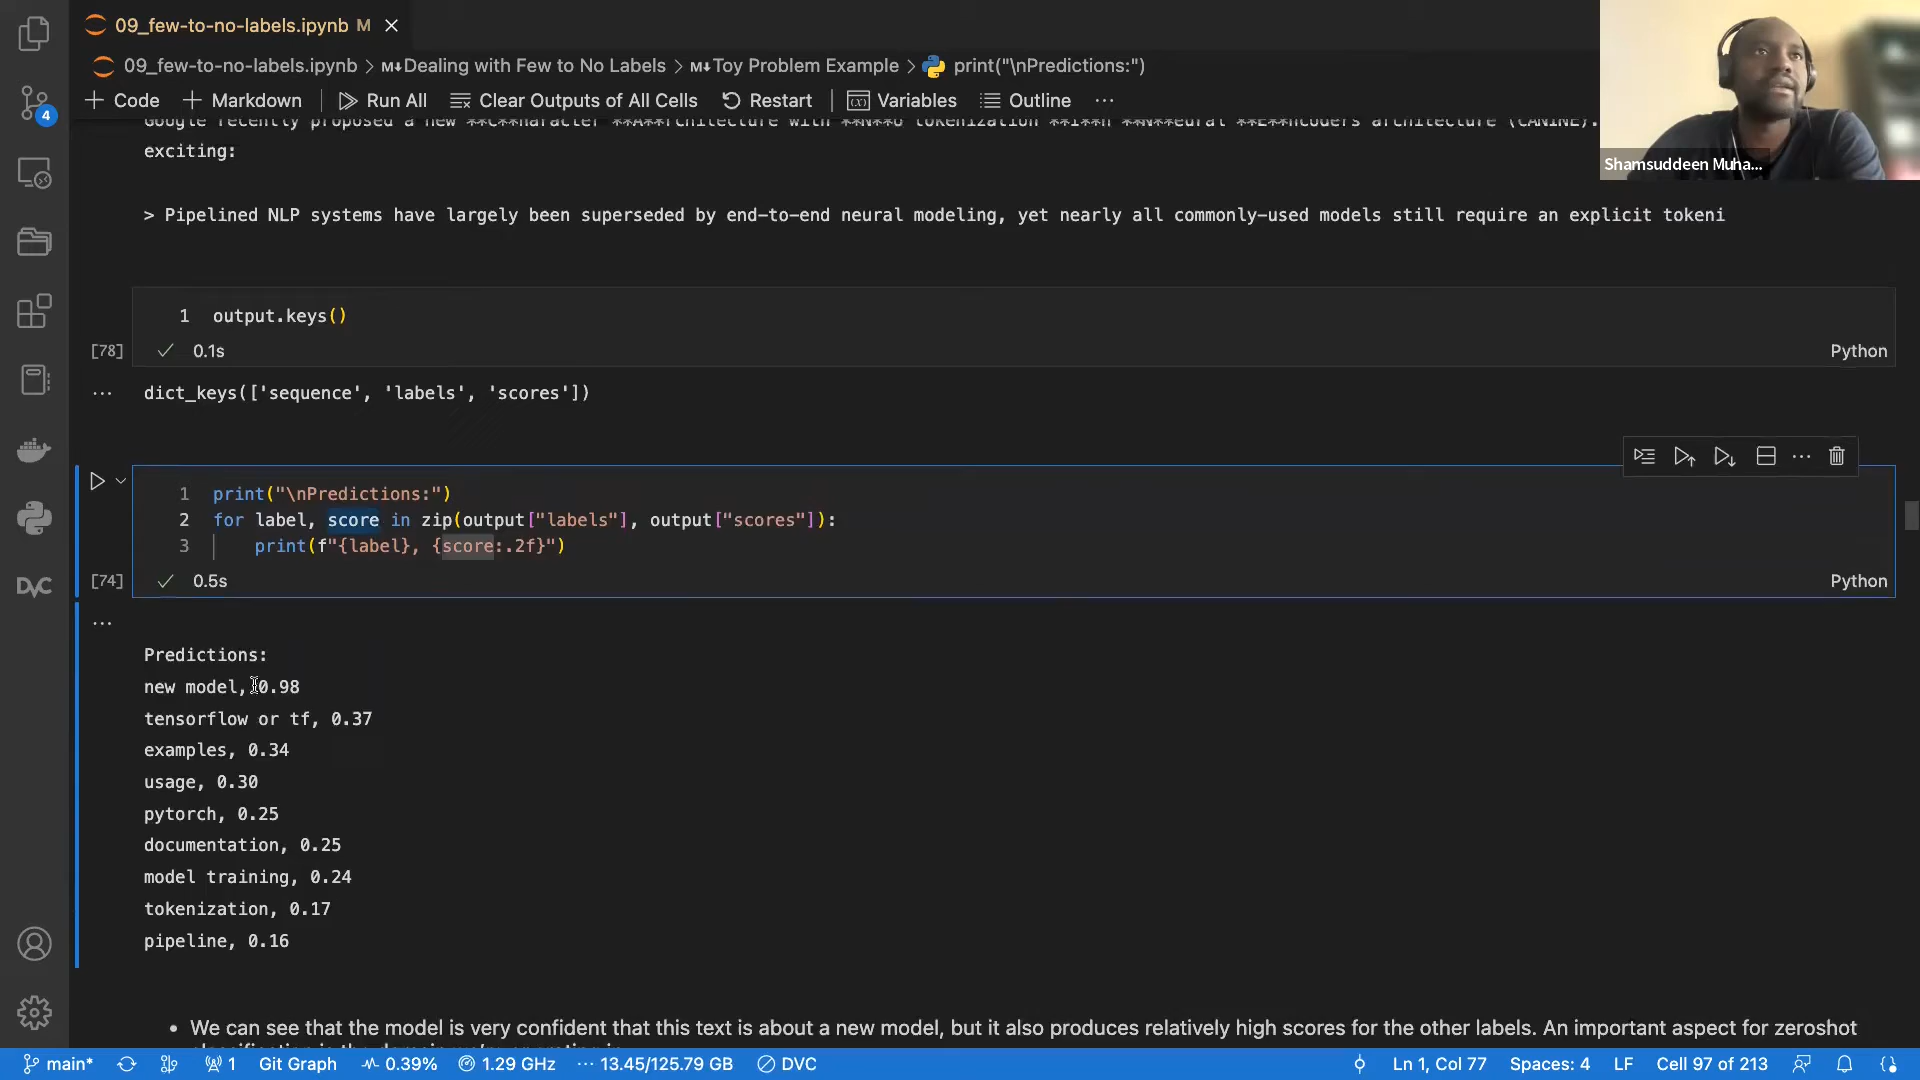 09_few-to-no-labels.ipynb M
09_few-to-no-labels.ipynb > M↓Dealing with Few to No Labels > M↓Toy Problem Example > print("\nPredictions:")
+ Code + Markdown Run All Clear Outputs of All Cells Restart Variables Outline ...
Google recently proposed a new **C**haracter **A**rchitecture with **N**o tokenization **I**n **N**eural **E**ncoders architecture (CANINE).
exciting:
> Pipelined NLP systems have largely been superseded by end-to-end neural modeling, yet nearly all commonly-used models still require an explicit tokeni
1 output.keys()
[78] 0.1s Python
... dict_keys(['sequence', 'labels', 'scores'])
1 print("\nPredictions:")
2 for label, score in zip(output["labels"], output["scores"]):
3 print(f"{label}, {score:.2f}")
[74] 0.5s Python
...
Predictions:
new model, 0.98
tensorflow or tf, 0.37
examples, 0.34
usage, 0.30
pytorch, 0.25
documentation, 0.25
model training, 0.24
tokenization, 0.17
pipeline, 0.16
• We can see that the model is very confident that this text is about a new model, but it also produces relatively high scores for the other labels. An important aspect for zeroshot
main* 1 Git Graph 0.39% 1.29 GHz ... 13.45/125.79 GB DVC Ln 1, Col 77 Spaces: 4 LF Cell 97 of 213
Shamsuddeen Muha...
4
DVC